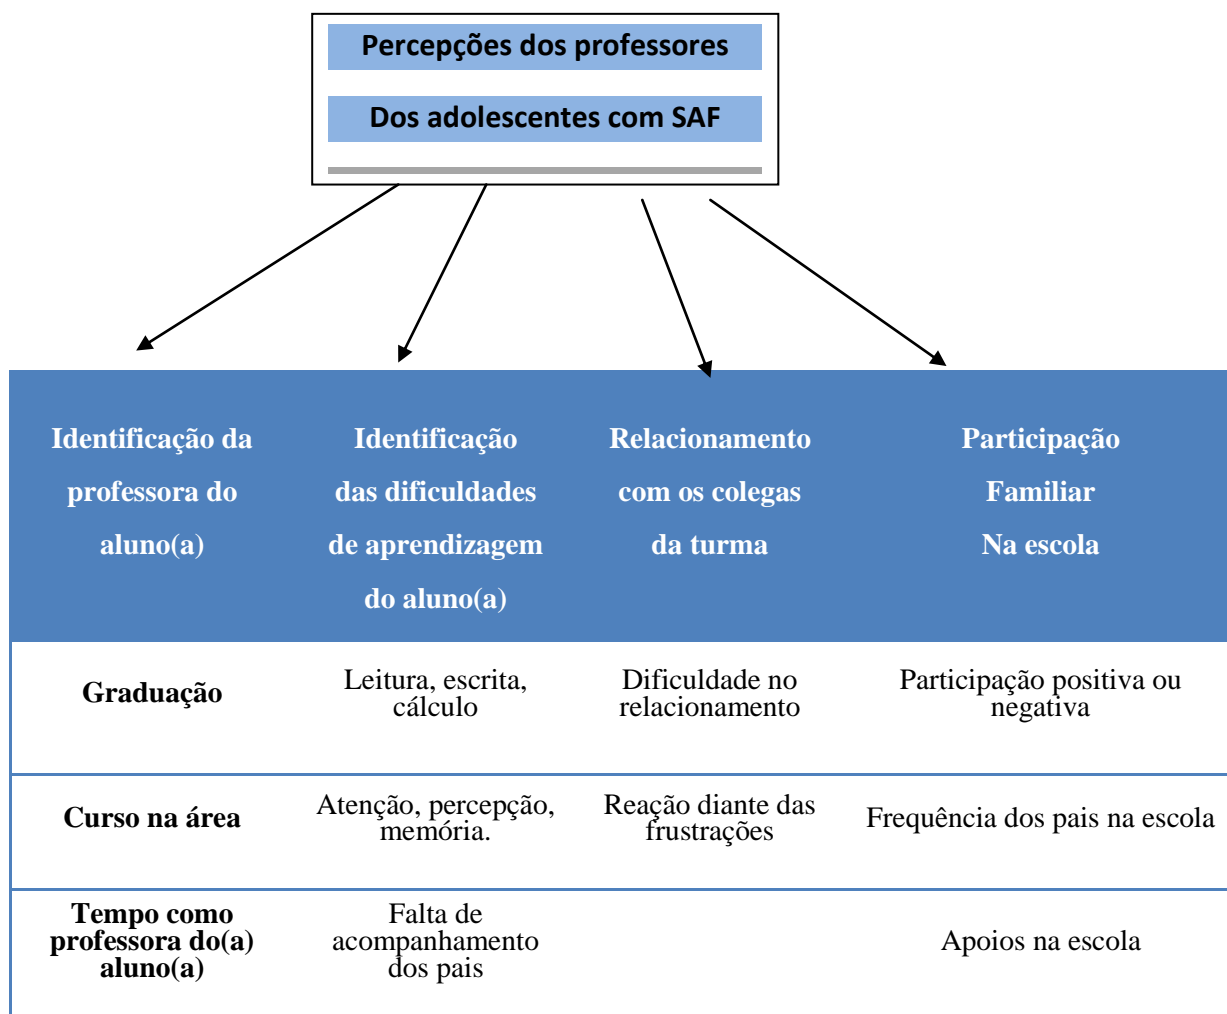 Percepções dos professores
Dos adolescentes com SAF
Identificação da
professora do
aluno(a)
Identificação
das dificuldades
de aprendizagem
do aluno(a)
Relacionamento
com os colegas
da turma
Participação
Familiar
Na escola
Graduação
Leitura, escrita,
cálculo
Dificuldade no
relacionamento
Participação positiva ou
negativa
Curso na área
Atenção, percepção,
memória.
Reação diante das
frustrações
Frequência dos pais na escola
Tempo como
professora do(a)
aluno(a)
Falta de
acompanhamento
dos pais
Apoios na escola